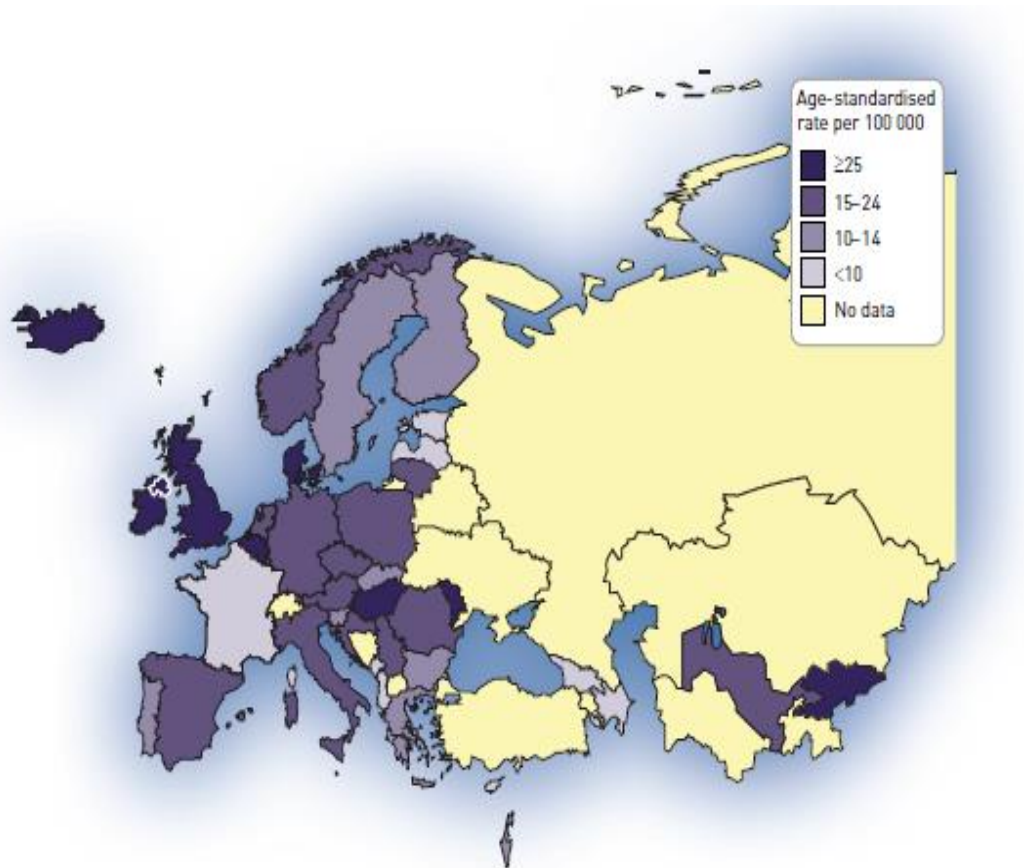 Age-standardised
rate per 100 000
≥25
15–24
10–14
<10
No data